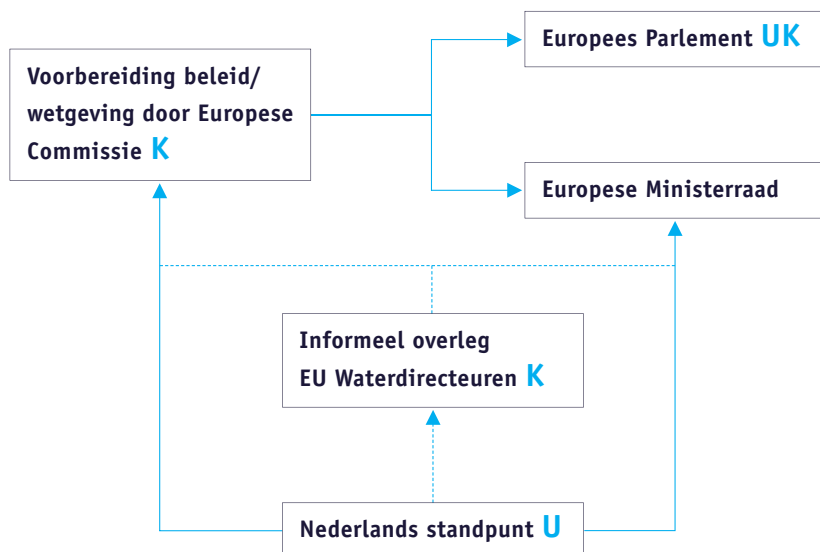 Voorbereiding beleid/
wetgeving door Europese
Commissie K
Europees Parlement UK
Europese Ministerraad
Informeel overleg
EU Waterdirecteuren K
Nederlands standpunt U